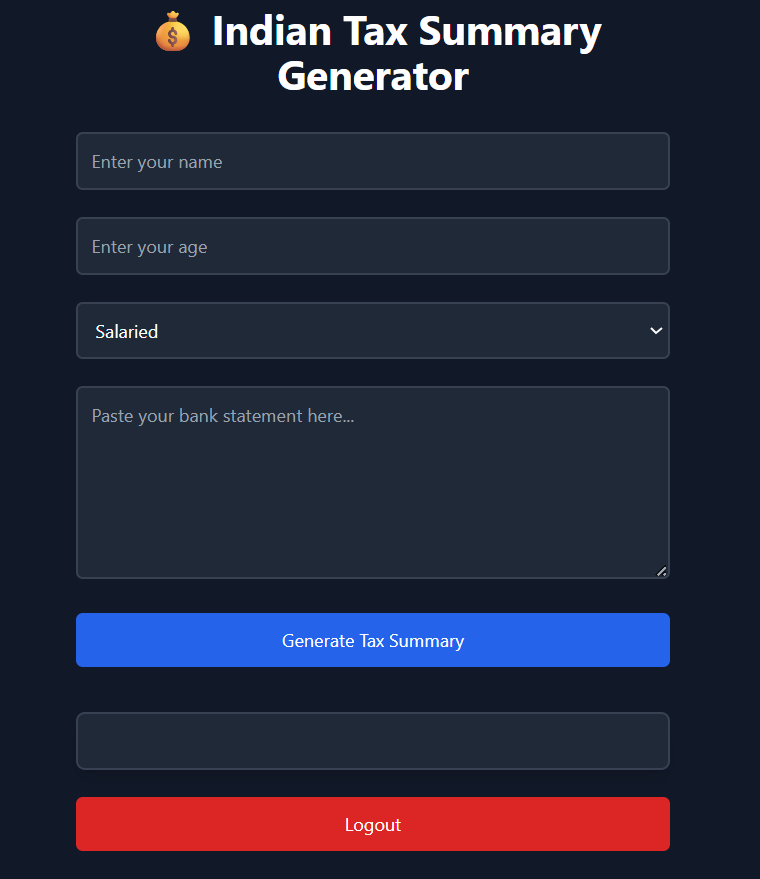 💰 Indian Tax Summary
Generator
Enter your name
Enter your age
Salaried
Paste your bank statement here...
Generate Tax Summary
Logout